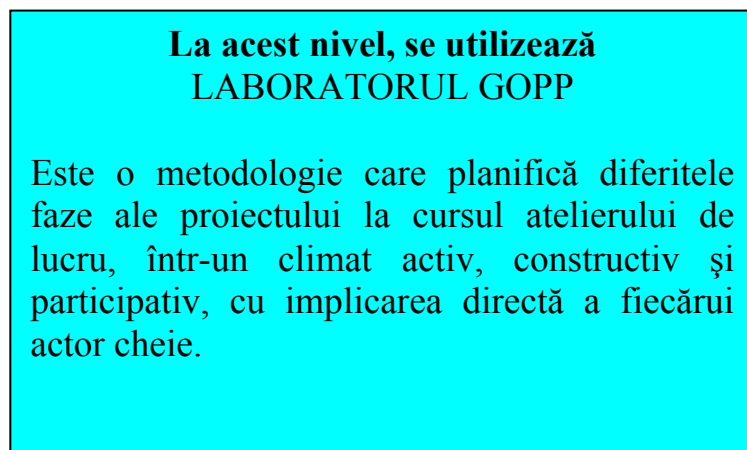 La acest nivel, se utilizează
LABORATORUL GOPP
Este o metodologie care planifică diferitele
faze ale proiectului la cursul atelierului de
lucru, într-un climat activ, constructiv şi
participativ, cu implicarea directă a fiecărui
actor cheie.